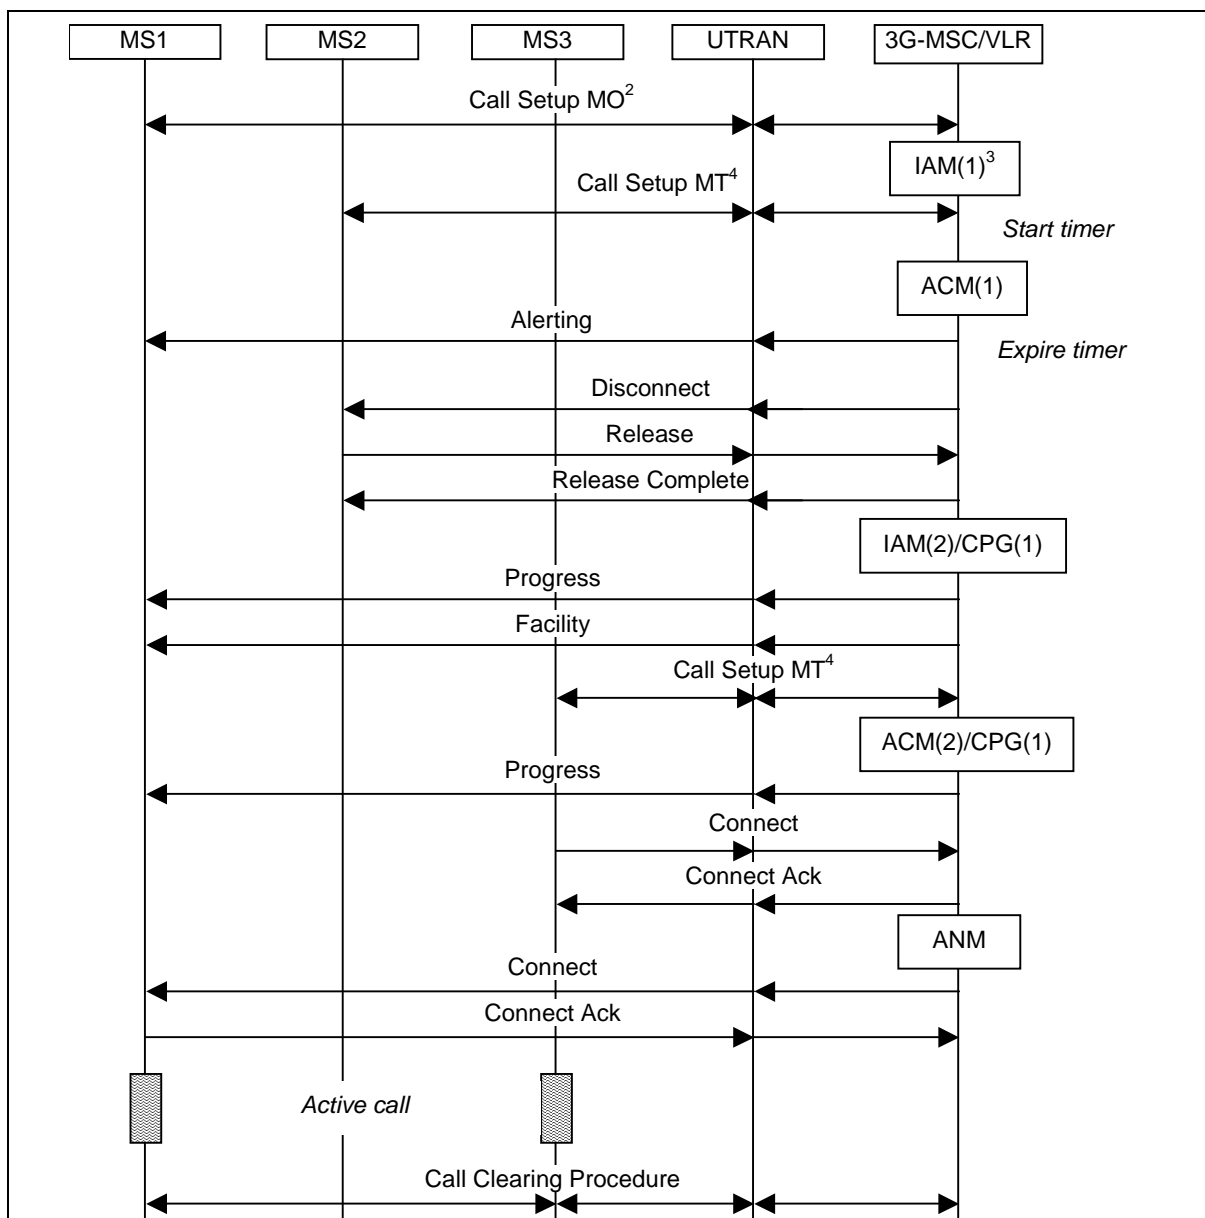 MS1 MS2 MS3 UTRAN 3G-MSC/VLR
Call Setup MO²
IAM(1)³
Call Setup MT⁴
Start timer
ACM(1)
Alerting
Expire timer
Disconnect
Release
Release Complete
IAM(2)/CPG(1)
Progress
Facility
Call Setup MT⁴
ACM(2)/CPG(1)
Progress
Connect
Connect Ack
ANM
Connect
Connect Ack
Active call
Call Clearing Procedure